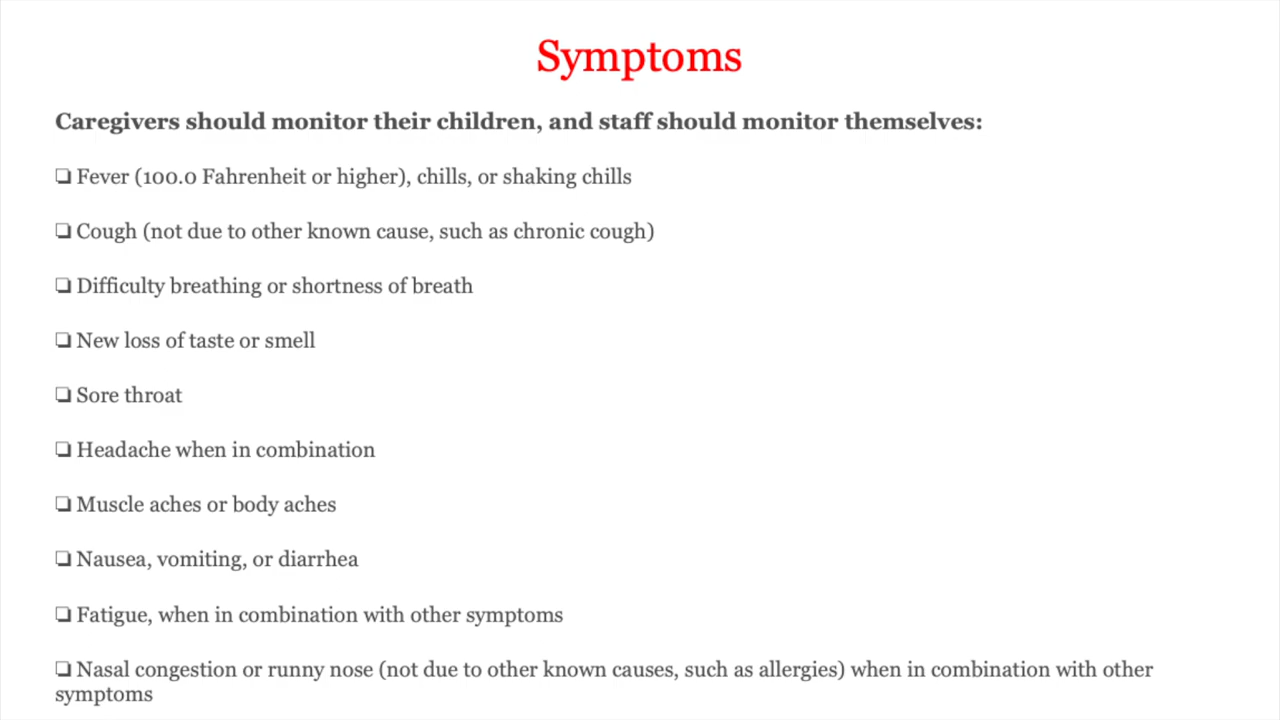 Symptoms
Caregivers should monitor their children, and staff should monitor themselves:
❏ Fever (100.0 Fahrenheit or higher), chills, or shaking chills
❏ Cough (not due to other known cause, such as chronic cough)
❏ Difficulty breathing or shortness of breath
❏ New loss of taste or smell
❏ Sore throat
❏ Headache when in combination
❏ Muscle aches or body aches
❏ Nausea, vomiting, or diarrhea
❏ Fatigue, when in combination with other symptoms
❏ Nasal congestion or runny nose (not due to other known causes, such as allergies) when in combination with other
symptoms